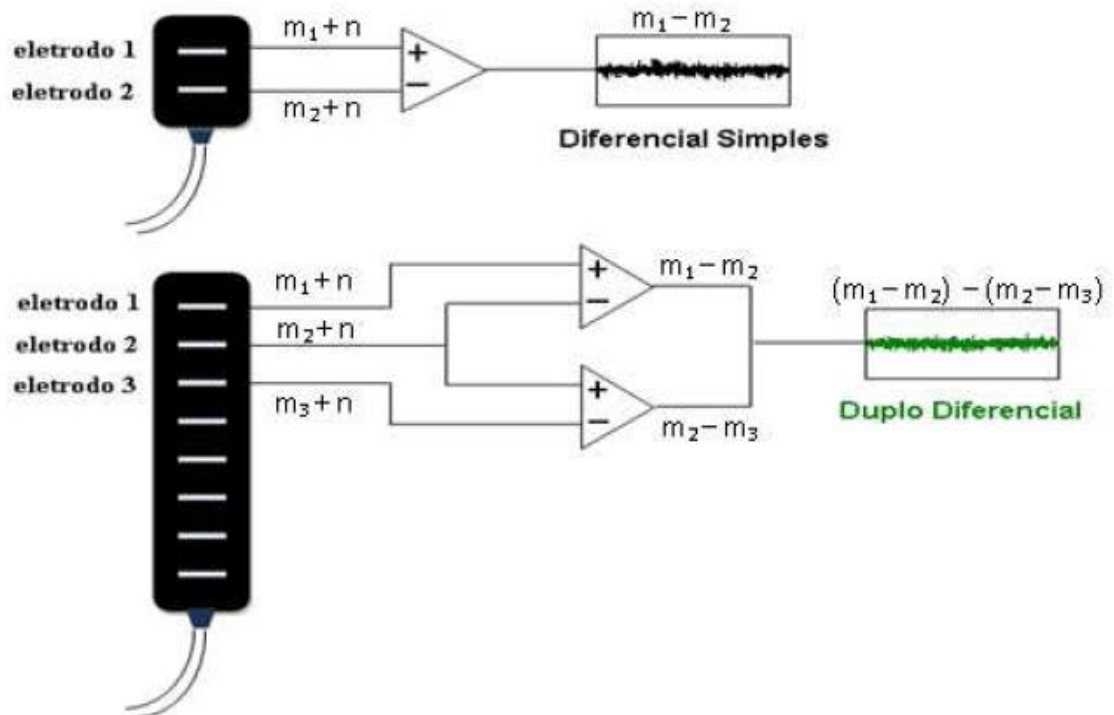 eletrodo 1
eletrodo 2
m₁+n
+
−
m₂+n
m₁−m₂
Diferencial Simples
eletrodo 1
eletrodo 2
eletrodo 3
m₁+n
m₂+n
m₃+n
+
−
+
−
m₁−m₂
m₂−m₃
(m₁−m₂) −(m₂−m₃)
Duplo Diferencial